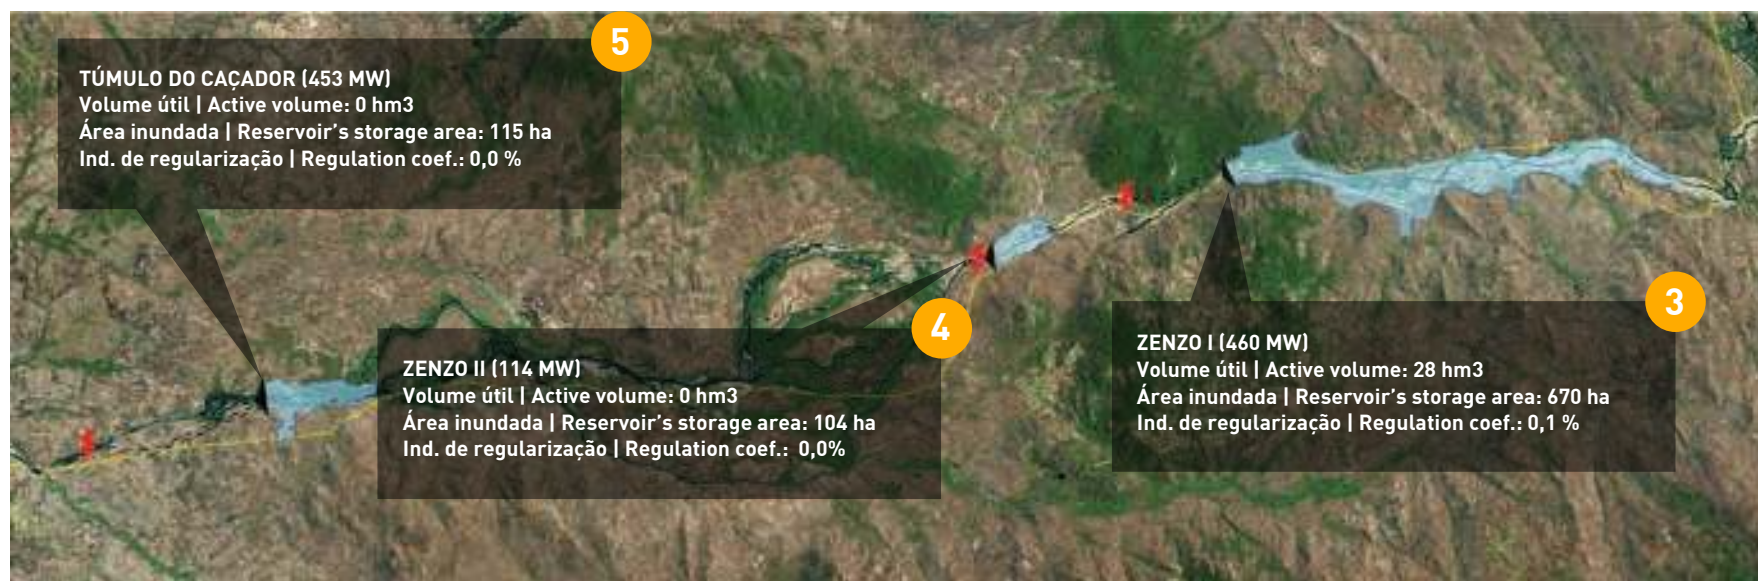 5
TÚMULO DO CAÇADOR (453 MW)
Volume útil | Active volume: 0 hm3
Área inundada | Reservoir's storage area: 115 ha
Ind. de regularização | Regulation coef.: 0,0 %
4
ZENZO II (114 MW)
Volume útil | Active volume: 0 hm3
Área inundada | Reservoir's storage area: 104 ha
Ind. de regularização | Regulation coef.: 0,0%
3
ZENZO I (460 MW)
Volume útil | Active volume: 28 hm3
Área inundada | Reservoir's storage area: 670 ha
Ind. de regularização | Regulation coef.: 0,1 %